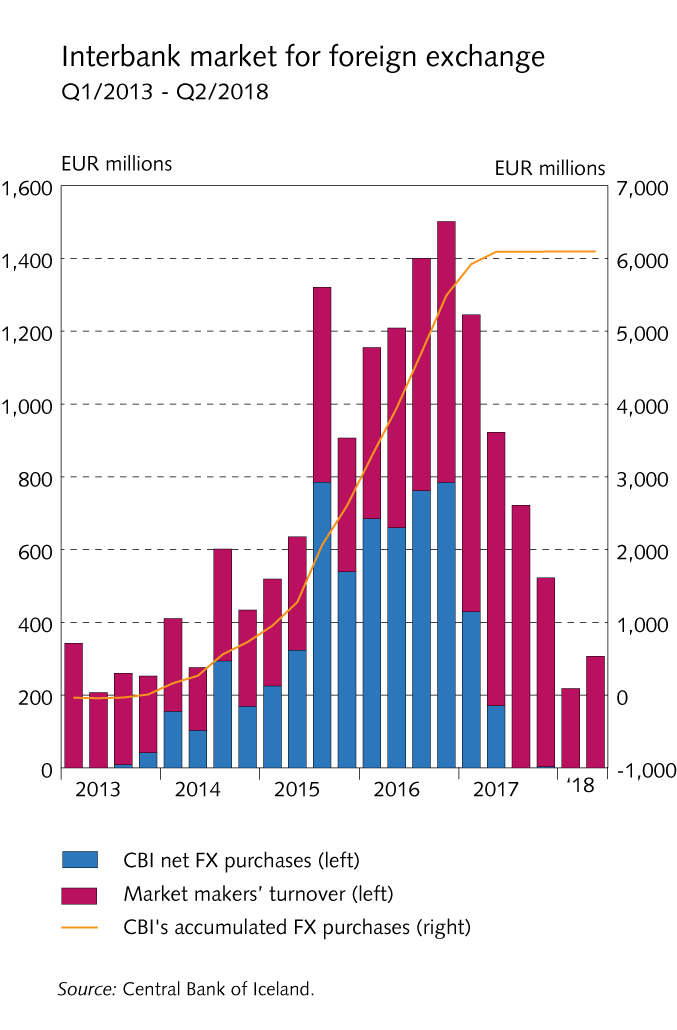 Interbank market for foreign exchange
Q1/2013 - Q2/2018
EUR millions
EUR millions
1,600 7,000
1,400 6,000
1,200 5,000
1,000 4,000
800 3,000
600 2,000
400 1,000
200 0
0 -1,000
2013 2014 2015 2016 2017 ‘18
CBI net FX purchases (left)
Market makers’ turnover (left)
CBI's accumulated FX purchases (right)
Source: Central Bank of Iceland.